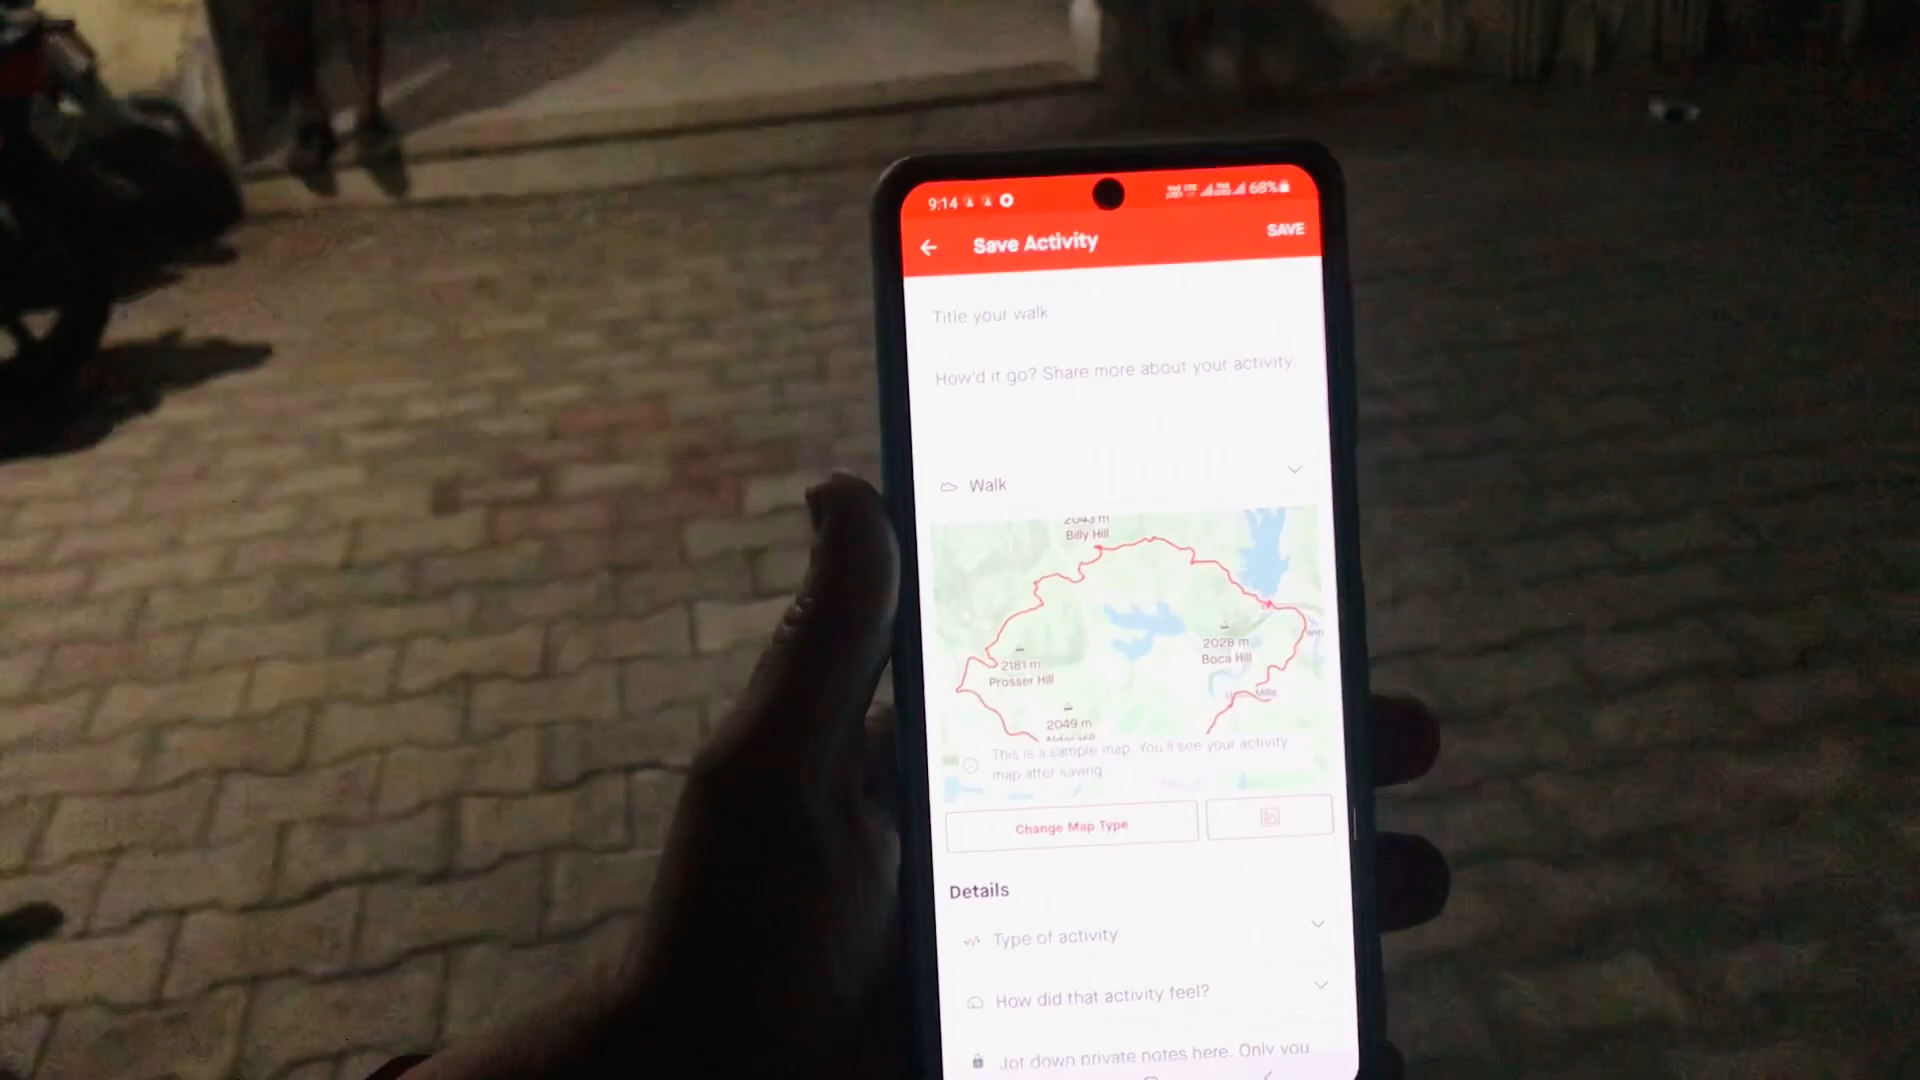 9:14 68%
Save Activity SAVE
Title your walk
How'd it go? Share more about your activity.
Walk
2043 m
Billy Hill
2028 m
Boca Hill
2181 m
Prosser Hill
2049 m
Alder Hill
This is a sample map. You'll see your activity
map after saving.
Change Map Type
Details
Type of activity
How did that activity feel?
Jot down private notes here. Only you